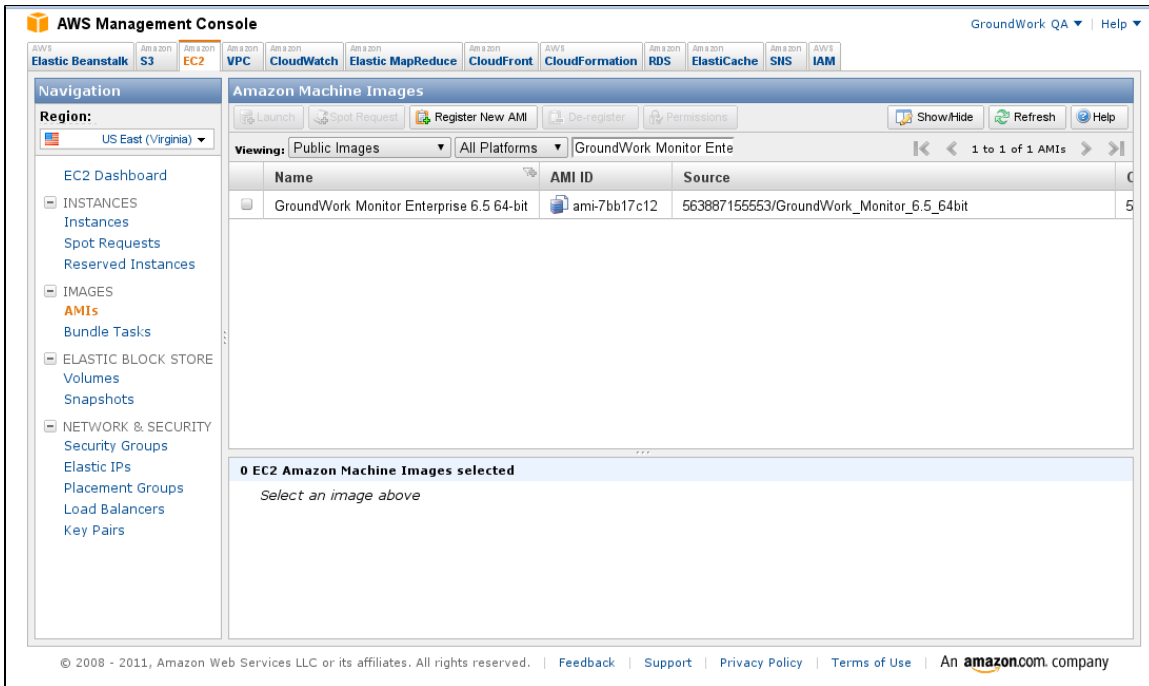 AWS Management Console
GroundWork QA ▼ | Help ▼
AWS Elastic Beanstalk
Amazon S3
Amazon EC2
Amazon VPC
Amazon CloudWatch
Amazon Elastic MapReduce
Amazon CloudFront
AWS CloudFormation
Amazon RDS
Amazon ElastiCache
Amazon SNS
AWS IAM
Navigation
Region:
US East (Virginia)
EC2 Dashboard
INSTANCES
Instances
Spot Requests
Reserved Instances
IMAGES
AMIs
Bundle Tasks
ELASTIC BLOCK STORE
Volumes
Snapshots
NETWORK & SECURITY
Security Groups
Elastic IPs
Placement Groups
Load Balancers
Key Pairs
Amazon Machine Images
Launch Spot Request Register New AMI De-register Permissions Show/Hide Refresh Help
Viewing: Public Images All Platforms GroundWork Monitor Ente 1 to 1 of 1 AMIs
Name AMI ID Source
GroundWork Monitor Enterprise 6.5 64-bit ami-7bb17c12 563887155553/GroundWork_Monitor_6.5_64bit 5
0 EC2 Amazon Machine Images selected
Select an image above
© 2008 - 2011, Amazon Web Services LLC or its affiliates. All rights reserved. | Feedback | Support | Privacy Policy | Terms of Use | An amazon.com. company